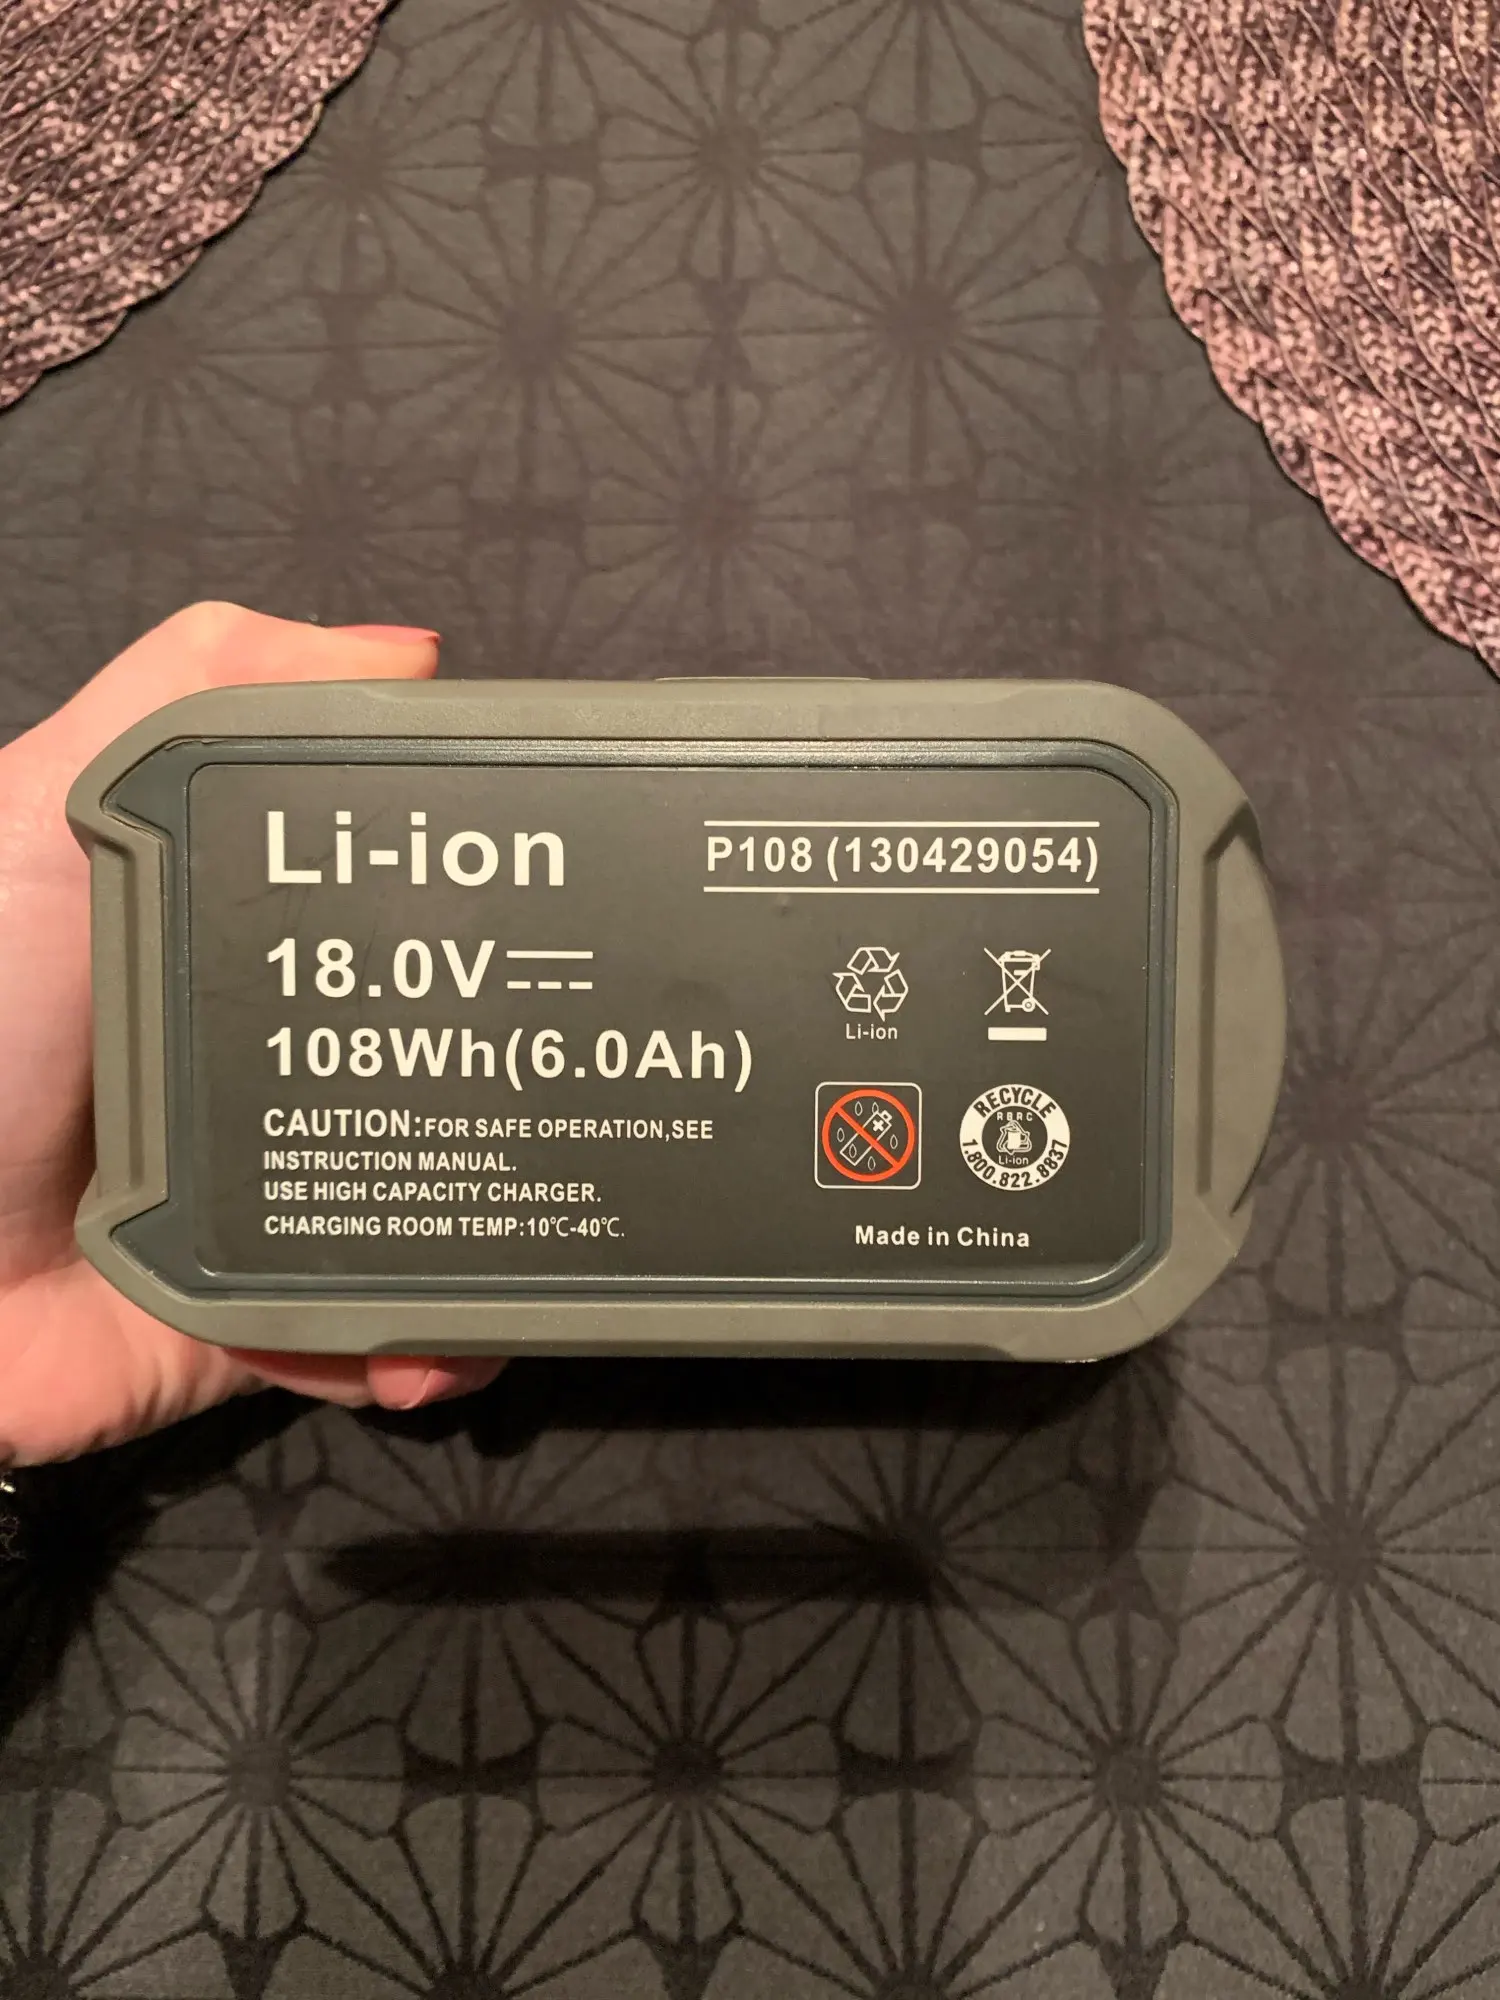 Li-ion
P108 (130429054)
18.0V
108Wh(6.0Ah)
CAUTION:FOR SAFE OPERATION,SEE
INSTRUCTION MANUAL.
USE HIGH CAPACITY CHARGER.
CHARGING ROOM TEMP:10℃-40℃.
Li-ion
RECYCLE
RBRC
Li-ion
1.800.822.8837
Made in China